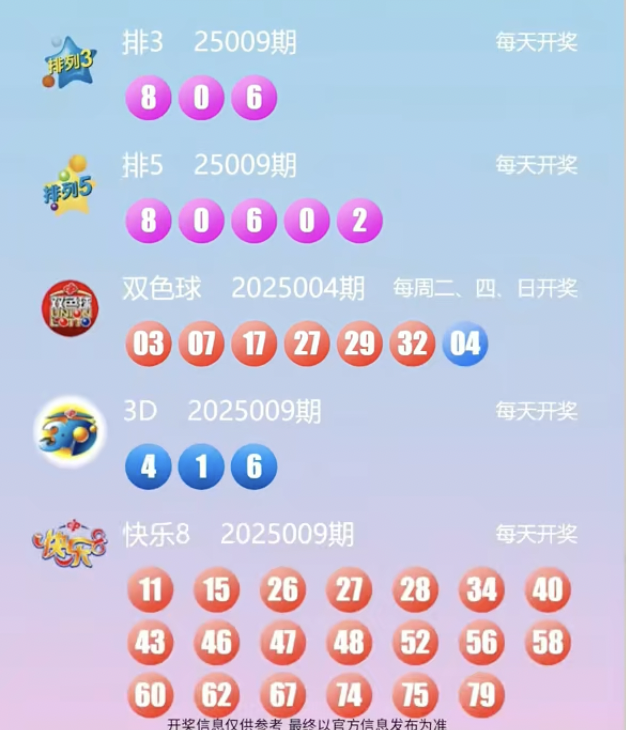 排列3
排3 25009期 每天开奖
8 0 6
排列5
排5 25009期 每天开奖
8 0 6 0 2
双色球
UNION
LOTTO
双色球 2025004期 每周二、四、日开奖
03 07 17 27 29 32 04
3D 2025009期 每天开奖
4 1 6
快乐8
快乐8 2025009期 每天开奖
11 15 26 27 28 34 40
43 46 47 48 52 56 58
60 62 67 74 75 79
开奖信息仅供参考 最终以官方信息发布为准